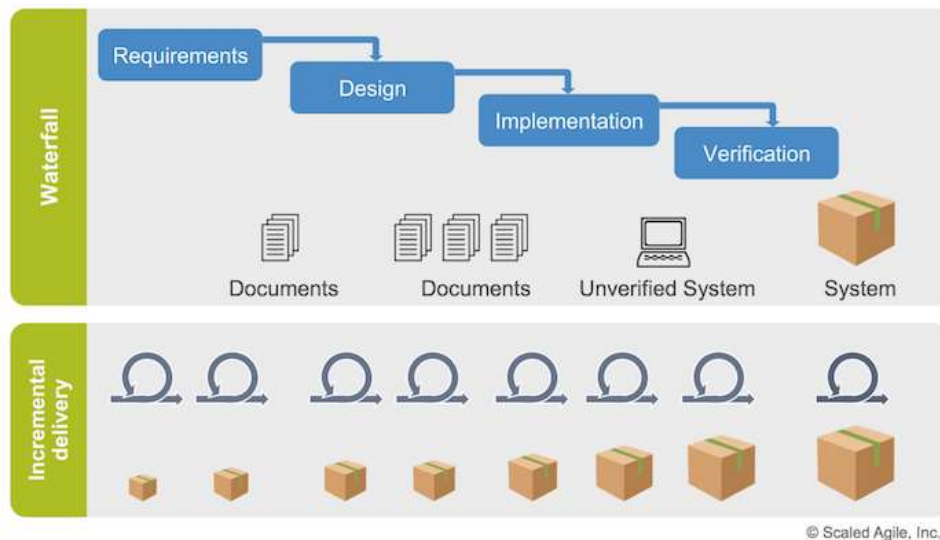 Waterfall
Requirements
Design
Implementation
Verification
Documents
Documents
Unverified System
System
Incremental
delivery
© Scaled Agile, Inc.